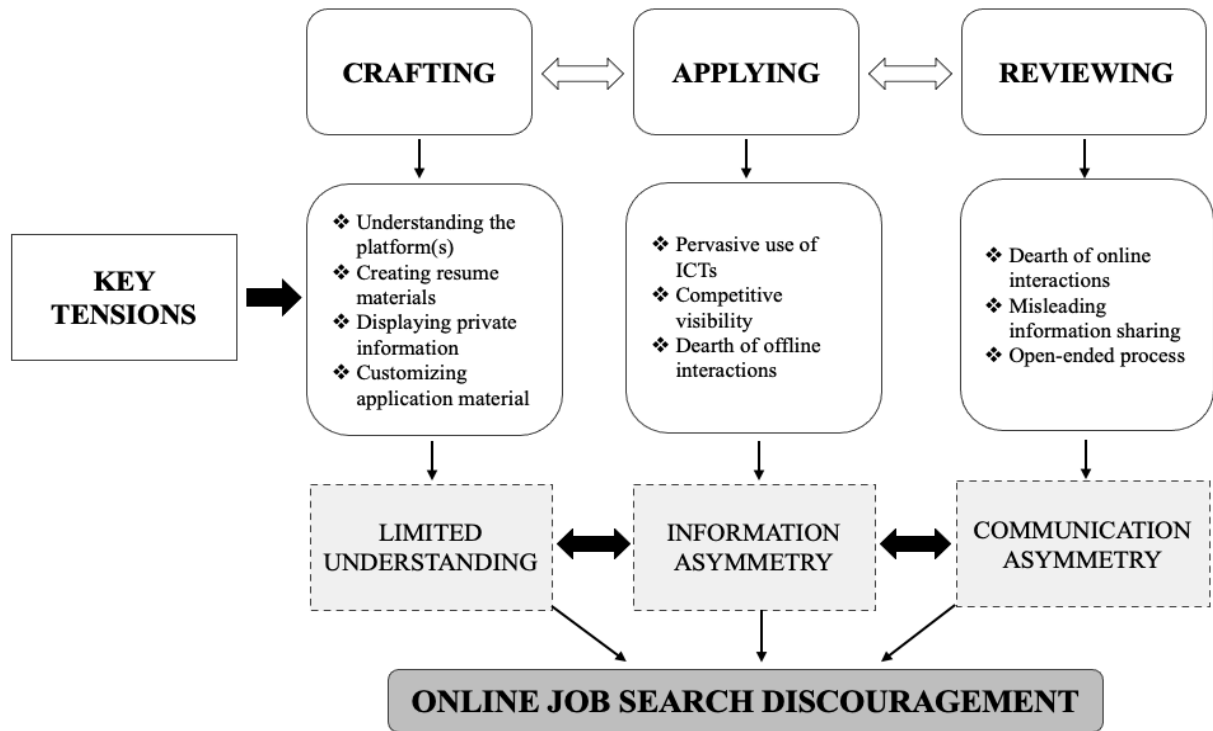 CRAFTING
APPLYING
REVIEWING
KEY
TENSIONS
❖ Understanding the
platform(s)
❖ Creating resume
materials
❖ Displaying private
information
❖ Customizing
application material
❖ Pervasive use of
ICTs
❖ Competitive
visibility
❖ Dearth of offline
interactions
❖ Dearth of online
interactions
❖ Misleading
information sharing
❖ Open-ended process
LIMITED
UNDERSTANDING
INFORMATION
ASYMMETRY
COMMUNICATION
ASYMMETRY
ONLINE JOB SEARCH DISCOURAGEMENT